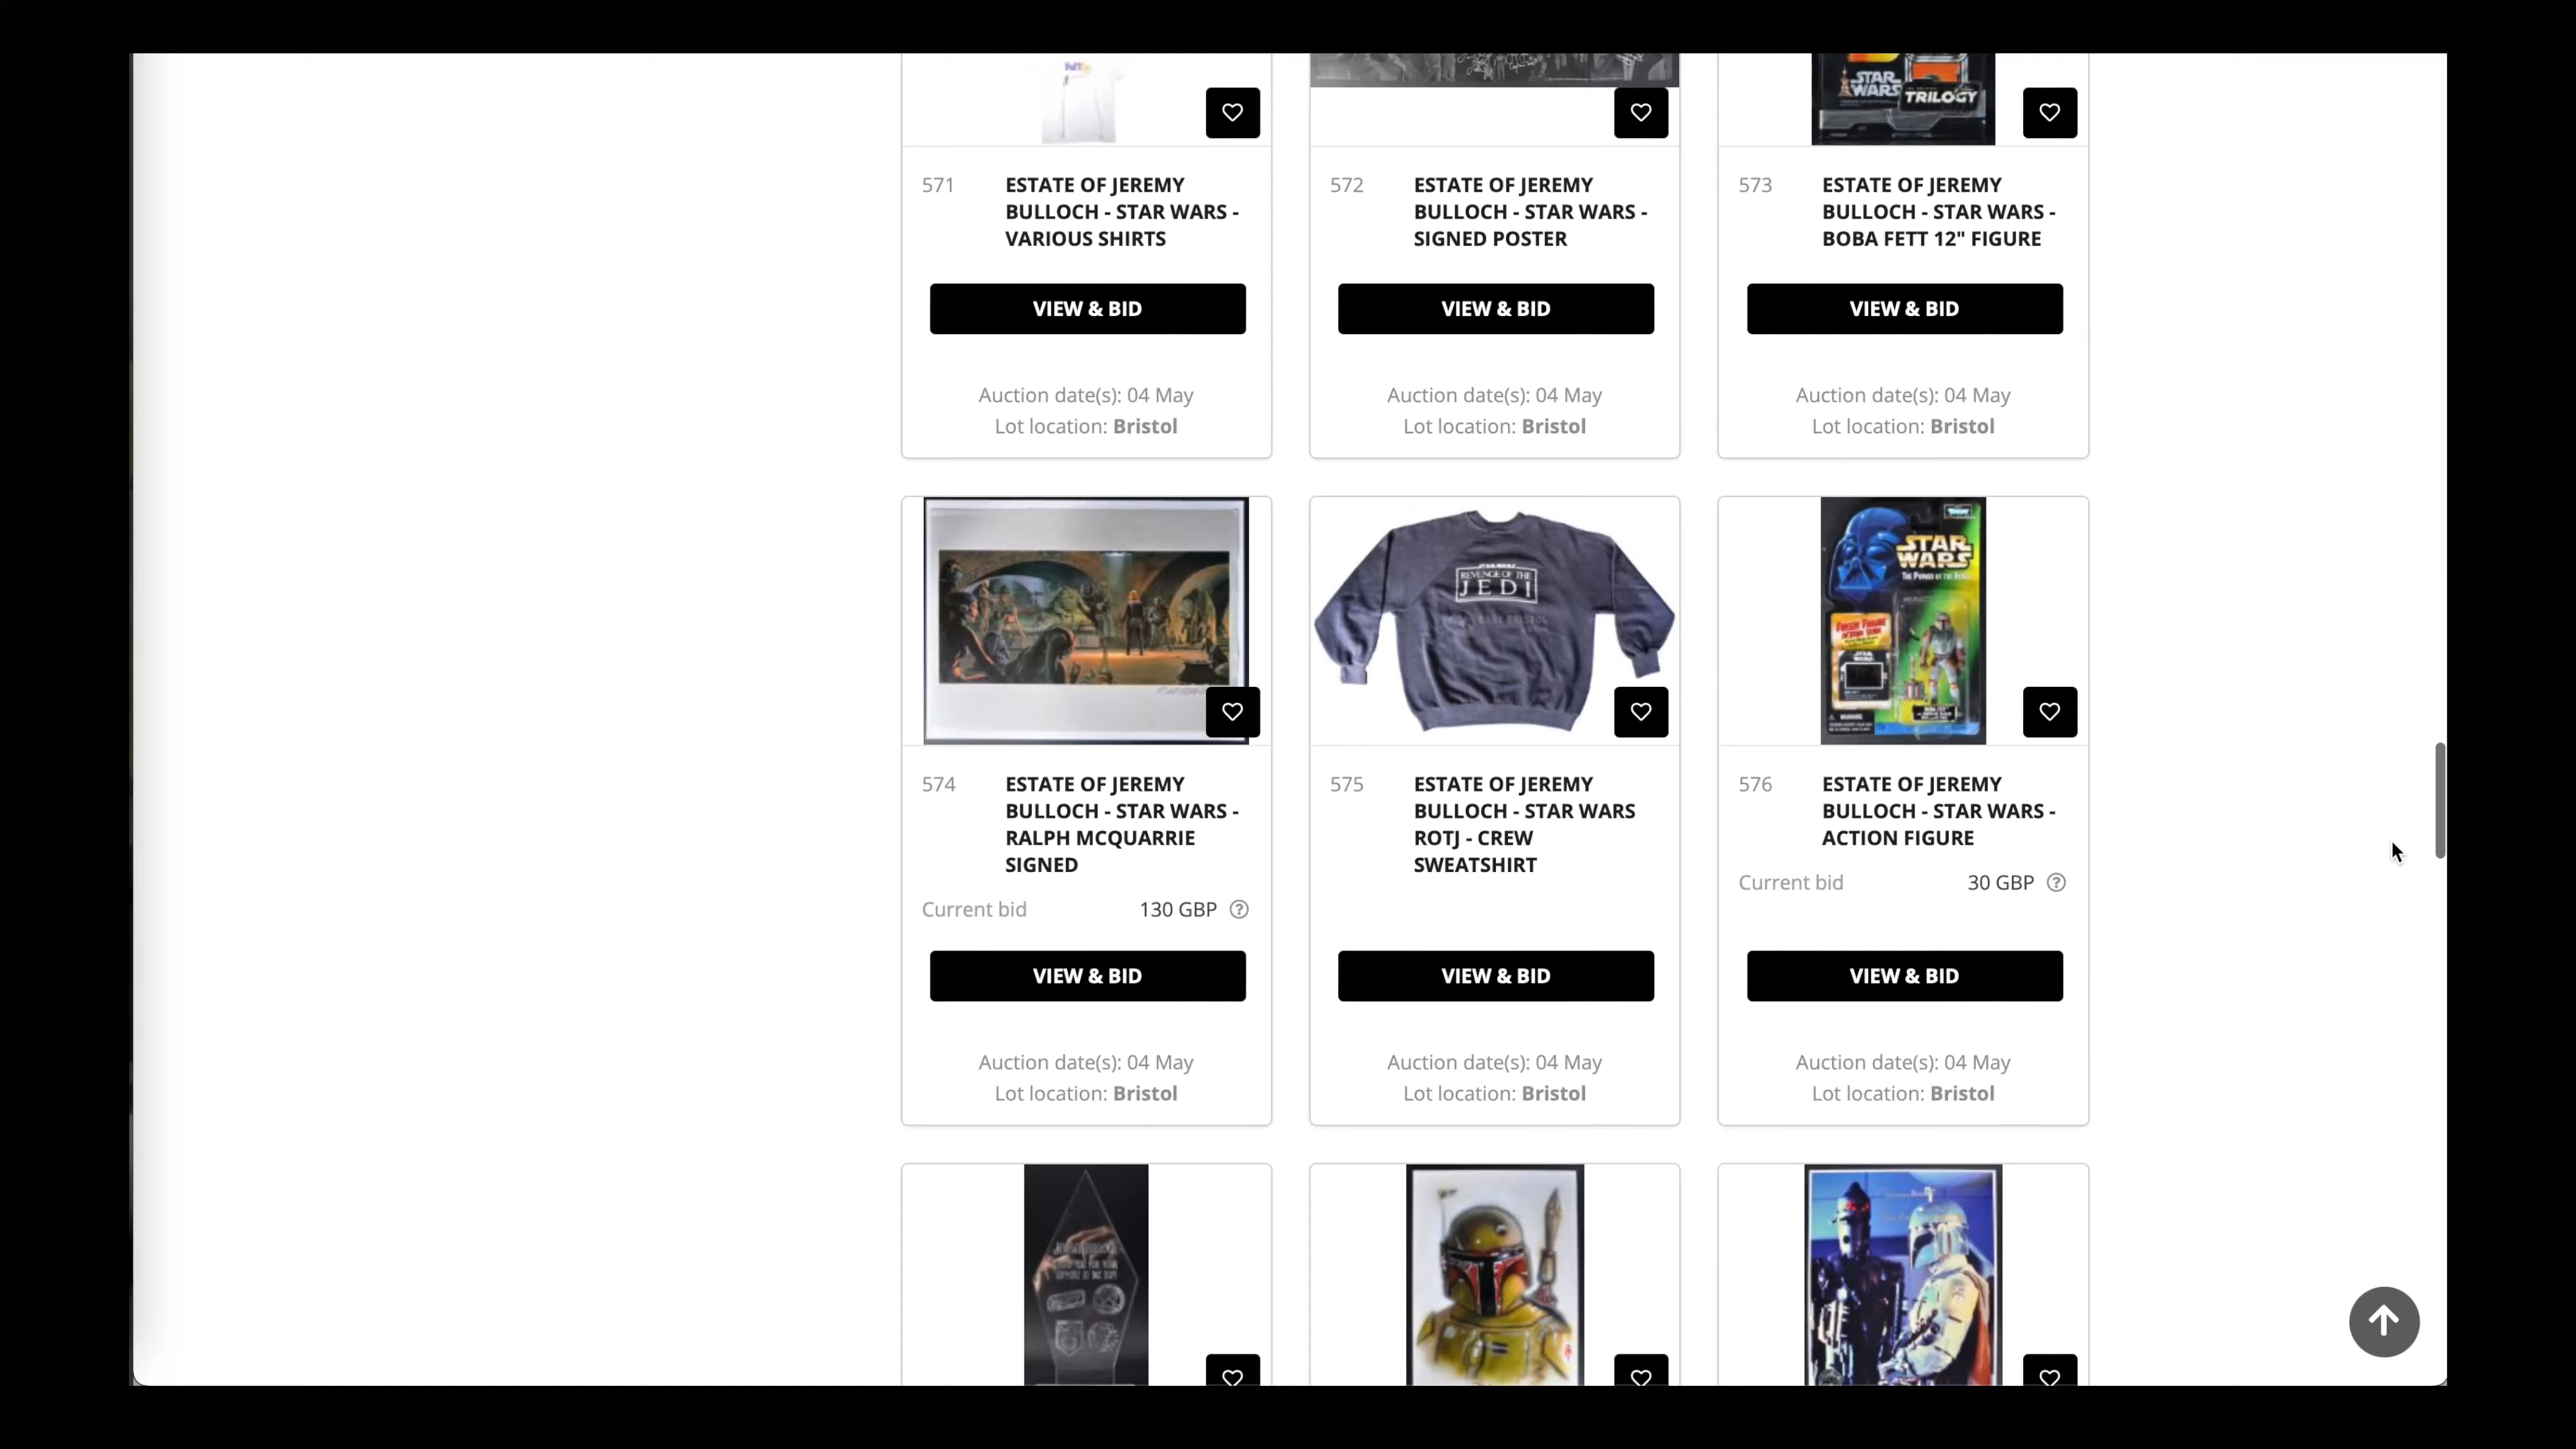 STAR
WARS
TRILOGY
571
ESTATE OF JEREMY
BULLOCH - STAR WARS -
VARIOUS SHIRTS
VIEW & BID
Auction date(s): 04 May
Lot location: Bristol
572
ESTATE OF JEREMY
BULLOCH - STAR WARS -
SIGNED POSTER
VIEW & BID
Auction date(s): 04 May
Lot location: Bristol
573
ESTATE OF JEREMY
BULLOCH - STAR WARS -
BOBA FETT 12" FIGURE
VIEW & BID
Auction date(s): 04 May
Lot location: Bristol
574
ESTATE OF JEREMY
BULLOCH - STAR WARS -
RALPH MCQUARRIE
SIGNED
Current bid 130 GBP
VIEW & BID
Auction date(s): 04 May
Lot location: Bristol
REVENGE OF THE
JEDI
575
ESTATE OF JEREMY
BULLOCH - STAR WARS
ROTJ - CREW
SWEATSHIRT
VIEW & BID
Auction date(s): 04 May
Lot location: Bristol
STAR
WARS
576
ESTATE OF JEREMY
BULLOCH - STAR WARS -
ACTION FIGURE
Current bid 30 GBP
VIEW & BID
Auction date(s): 04 May
Lot location: Bristol